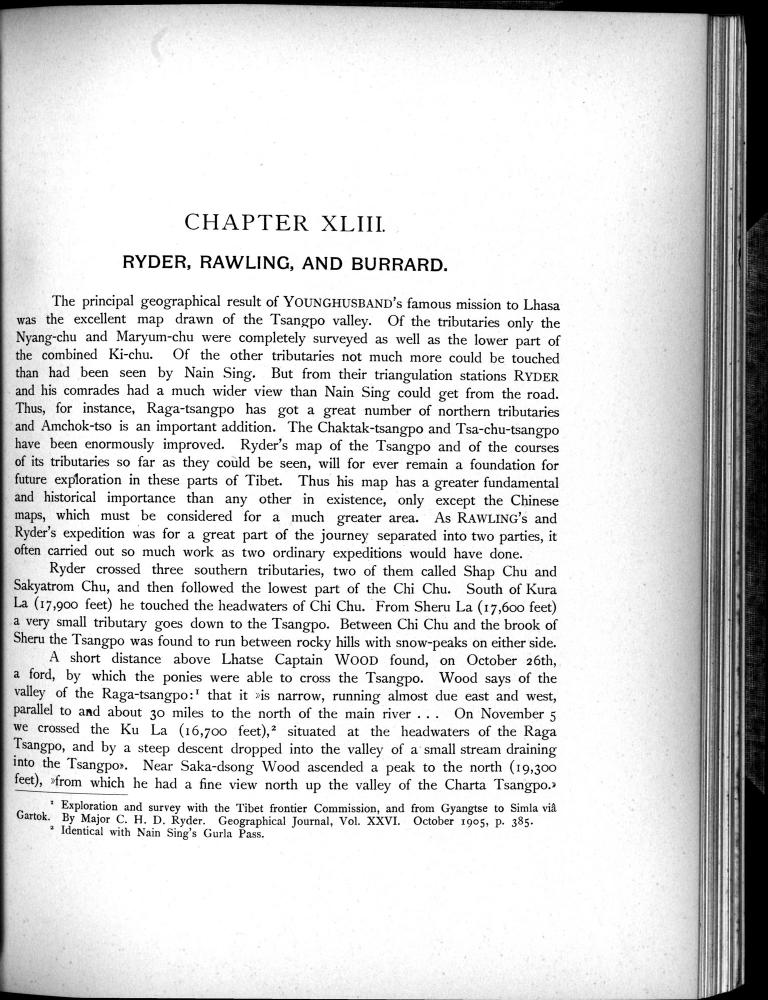 CHAPTER XLIII.
RYDER, RAWLING, AND BURRARD.
The principal geographical result of YOUNGHUSBAND's famous mission to Lhasa
was the excellent map drawn of the Tsangpo valley. Of the tributaries only the
Nyang-chu and Maryum-chu were completely surveyed as well as the lower part of
the combined Ki-chu. Of the other tributaries not much more could be touched
than had been seen by Nain Sing. But from their triangulation stations RYDER
and his comrades had a much wider view than Nain Sing could get from the road.
Thus, for instance, Raga-tsangpo has got a great number of northern tributaries
and Amchok-tso is an important addition. The Chaktak-tsangpo and Tsa-chu-tsangpo
have been enormously improved. Ryder's map of the Tsangpo and of the courses
of its tributaries so far as they could be seen, will for ever remain a foundation for
future exploration in these parts of Tibet. Thus his map has a greater fundamental
and historical importance than any other in existence, only except the Chinese
maps, which must be considered for a much greater area. As RAWLING's and
Ryder's expedition was for a great part of the journey separated into two parties, it
often carried out so much work as two ordinary expeditions would have done.
Ryder crossed three southern tributaries, two of them called Shap Chu and
Sakyatrom Chu, and then followed the lowest part of the Chi Chu. South of Kura
La (17,900 feet) he touched the headwaters of Chi Chu. From Sheru La (17,600 feet)
a very small tributary goes down to the Tsangpo. Between Chi Chu and the brook of
Sheru the Tsangpo was found to run between rocky hills with snow-peaks on either side.
A short distance above Lhatse Captain WOOD found, on October 26th,
a ford, by which the ponies were able to cross the Tsangpo. Wood says of the
valley of the Raga-tsangpo:¹ that it »is narrow, running almost due east and west,
parallel to and about 30 miles to the north of the main river . . . On November 5
we crossed the Ku La (16,700 feet),² situated at the headwaters of the Raga
Tsangpo, and by a steep descent dropped into the valley of a small stream draining
into the Tsangpo». Near Saka-dsong Wood ascended a peak to the north (19,300
feet), »from which he had a fine view north up the valley of the Charta Tsangpo.»
¹ Exploration and survey with the Tibet frontier Commission, and from Gyangtse to Simla viâ
Gartok. By Major C. H. D. Ryder. Geographical Journal, Vol. XXVI. October 1905, p. 385.
² Identical with Nain Sing's Gurla Pass.